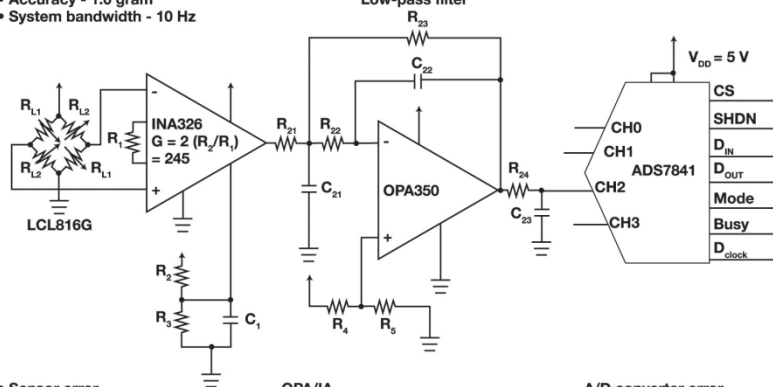 • Accuracy - 1.0 gram
• System bandwidth - 10 Hz
Low-pass filter
R23
C22
VDD = 5 V
RL1
RL2
RL2
RL1
LCL816G
R1
-
INA326
G = 2 (R2/R1)
= 245
+
R21
R22
C21
-
OPA350
+
R24
C23
CH0
CH1
CH2
CH3
ADS7841
CS
SHDN
DIN
DOUT
Mode
Busy
Dclock
R2
R3
C1
R4
R5
Sensor error
OPA/IA
A/D converter error